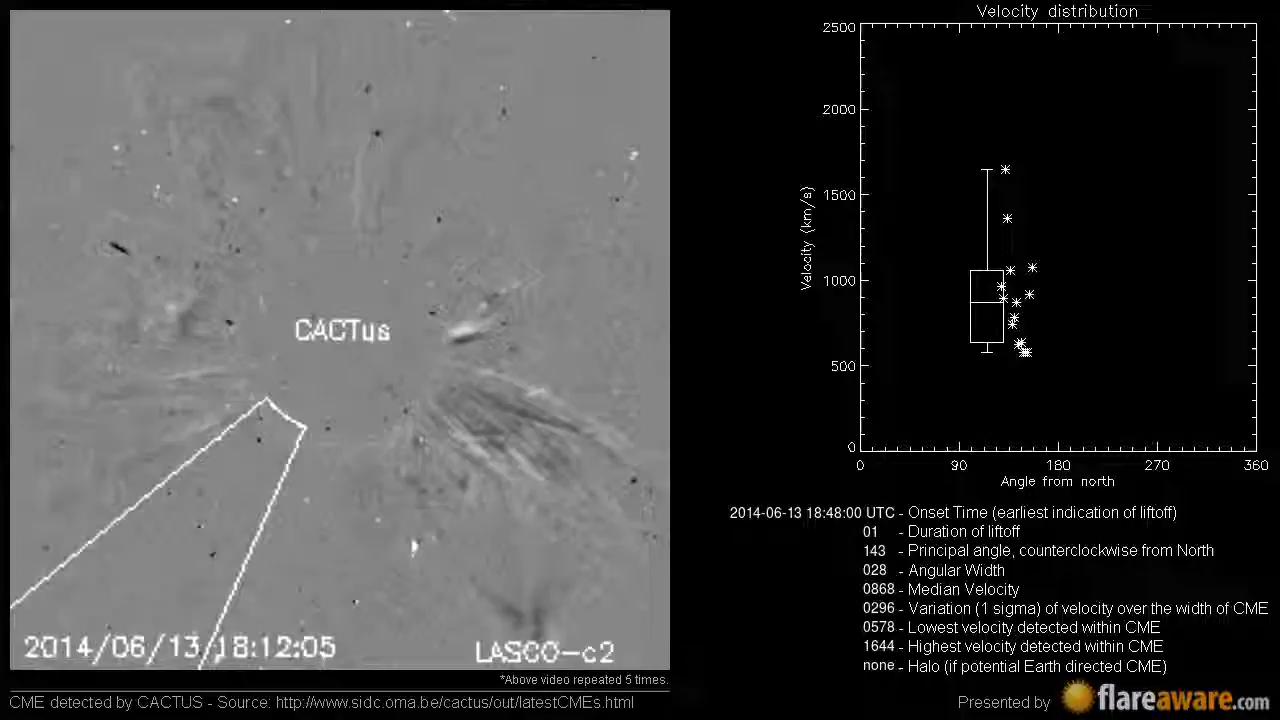 CACTus
2014/06/13/18:12:05
LASCO-c2
*Above video repeated 5 times.
CME detected by CACTUS - Source: http://www.sidc.oma.be/cactus/out/latestCMEs.html
Velocity distribution
2500
2000
1500
1000
500
0
Velocity (km/s)
0 90 180 270 360
Angle from north
2014-06-13 18:48:00 UTC - Onset Time (earliest indication of liftoff)
01 - Duration of liftoff
143 - Principal angle, counterclockwise from North
028 - Angular Width
0868 - Median Velocity
0296 - Variation (1 sigma) of velocity over the width of CME
0578 - Lowest velocity detected within CME
1644 - Highest velocity detected within CME
none - Halo (if potential Earth directed CME)
Presented by flareaware.com